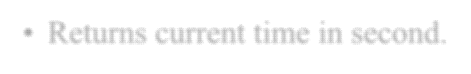 • Returns current time in second.